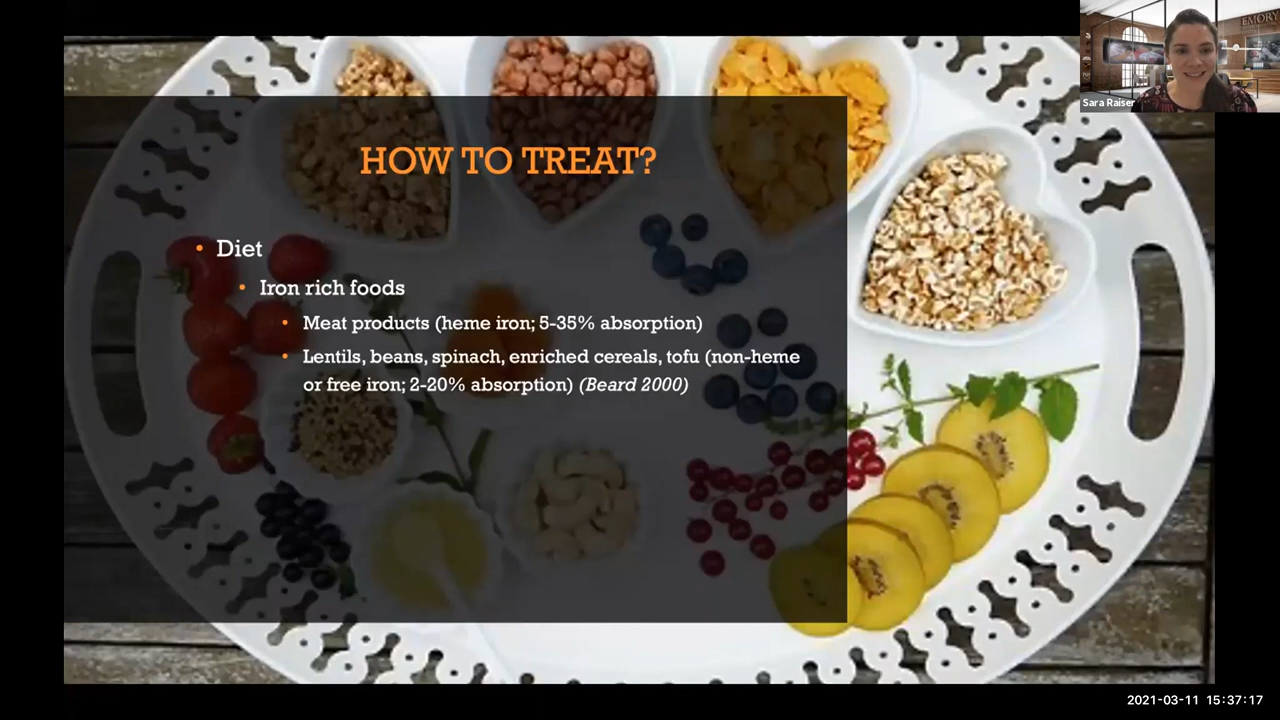 EMORY
Sara Raiser
HOW TO TREAT?
• Diet
• Iron rich foods
• Meat products (heme iron; 5-35% absorption)
• Lentils, beans, spinach, enriched cereals, tofu (non-heme
or free iron; 2-20% absorption) (Beard 2000)
2021-03-11 15:37:17